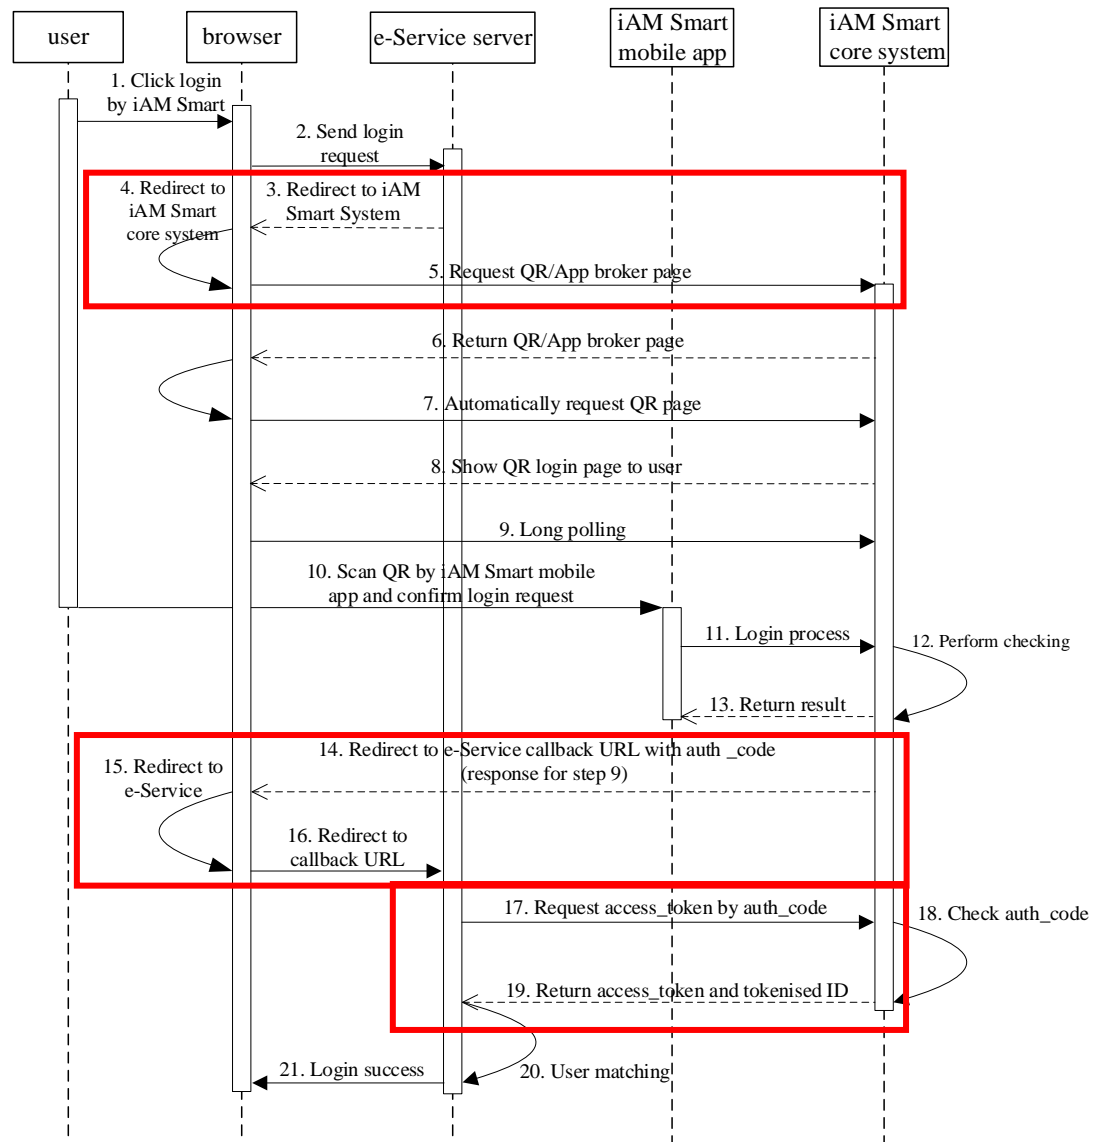 user
browser
e-Service server
iAM Smart
mobile app
iAM Smart
core system
1. Click login
by iAM Smart
2. Send login
request
4. Redirect to
iAM Smart
core system
3. Redirect to iAM
Smart System
5. Request QR/App broker page
6. Return QR/App broker page
7. Automatically request QR page
8. Show QR login page to user
9. Long polling
10. Scan QR by iAM Smart mobile
app and confirm login request
11. Login process
12. Perform checking
13. Return result
14. Redirect to e-Service callback URL with auth _code
(response for step 9)
15. Redirect to
e-Service
16. Redirect to
callback URL
17. Request access_token by auth_code
18. Check auth_code
19. Return access_token and tokenised ID
20. User matching
21. Login success